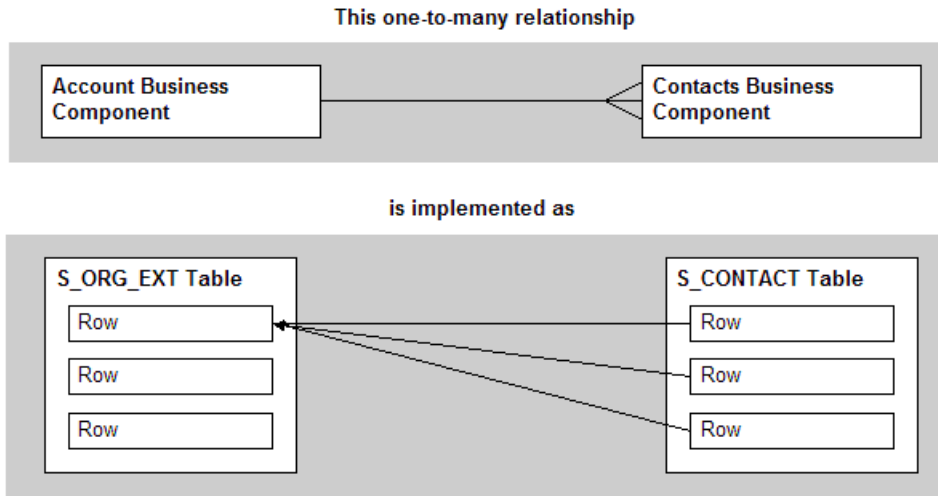 This one-to-many relationship
Account Business
Component
Contacts Business
Component
is implemented as
S_ORG_EXT Table
Row
Row
Row
S_CONTACT Table
Row
Row
Row